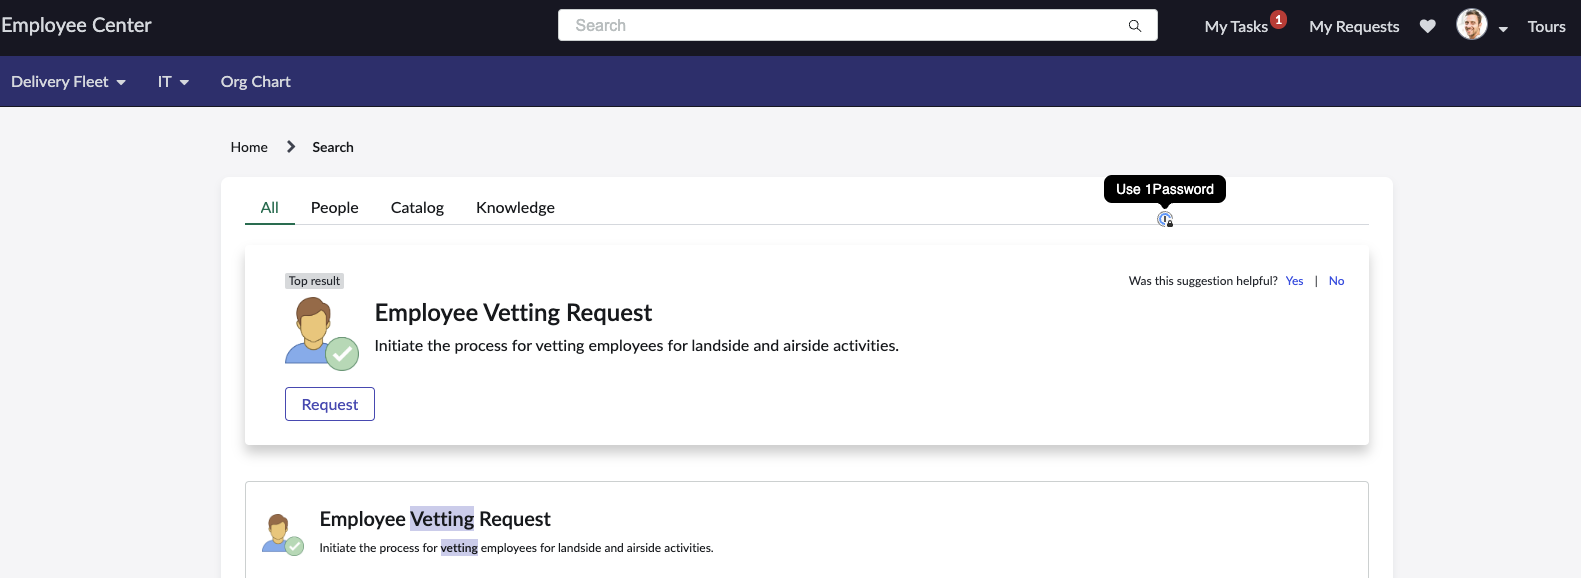 Employee Center
Search
My Tasks 1
My Requests
Tours
Delivery Fleet
IT
Org Chart
Home
Search
Use 1Password
All
People
Catalog
Knowledge
Top result
Was this suggestion helpful? Yes | No
Employee Vetting Request
Initiate the process for vetting employees for landside and airside activities.
Request
Employee Vetting Request
Initiate the process for vetting employees for landside and airside activities.